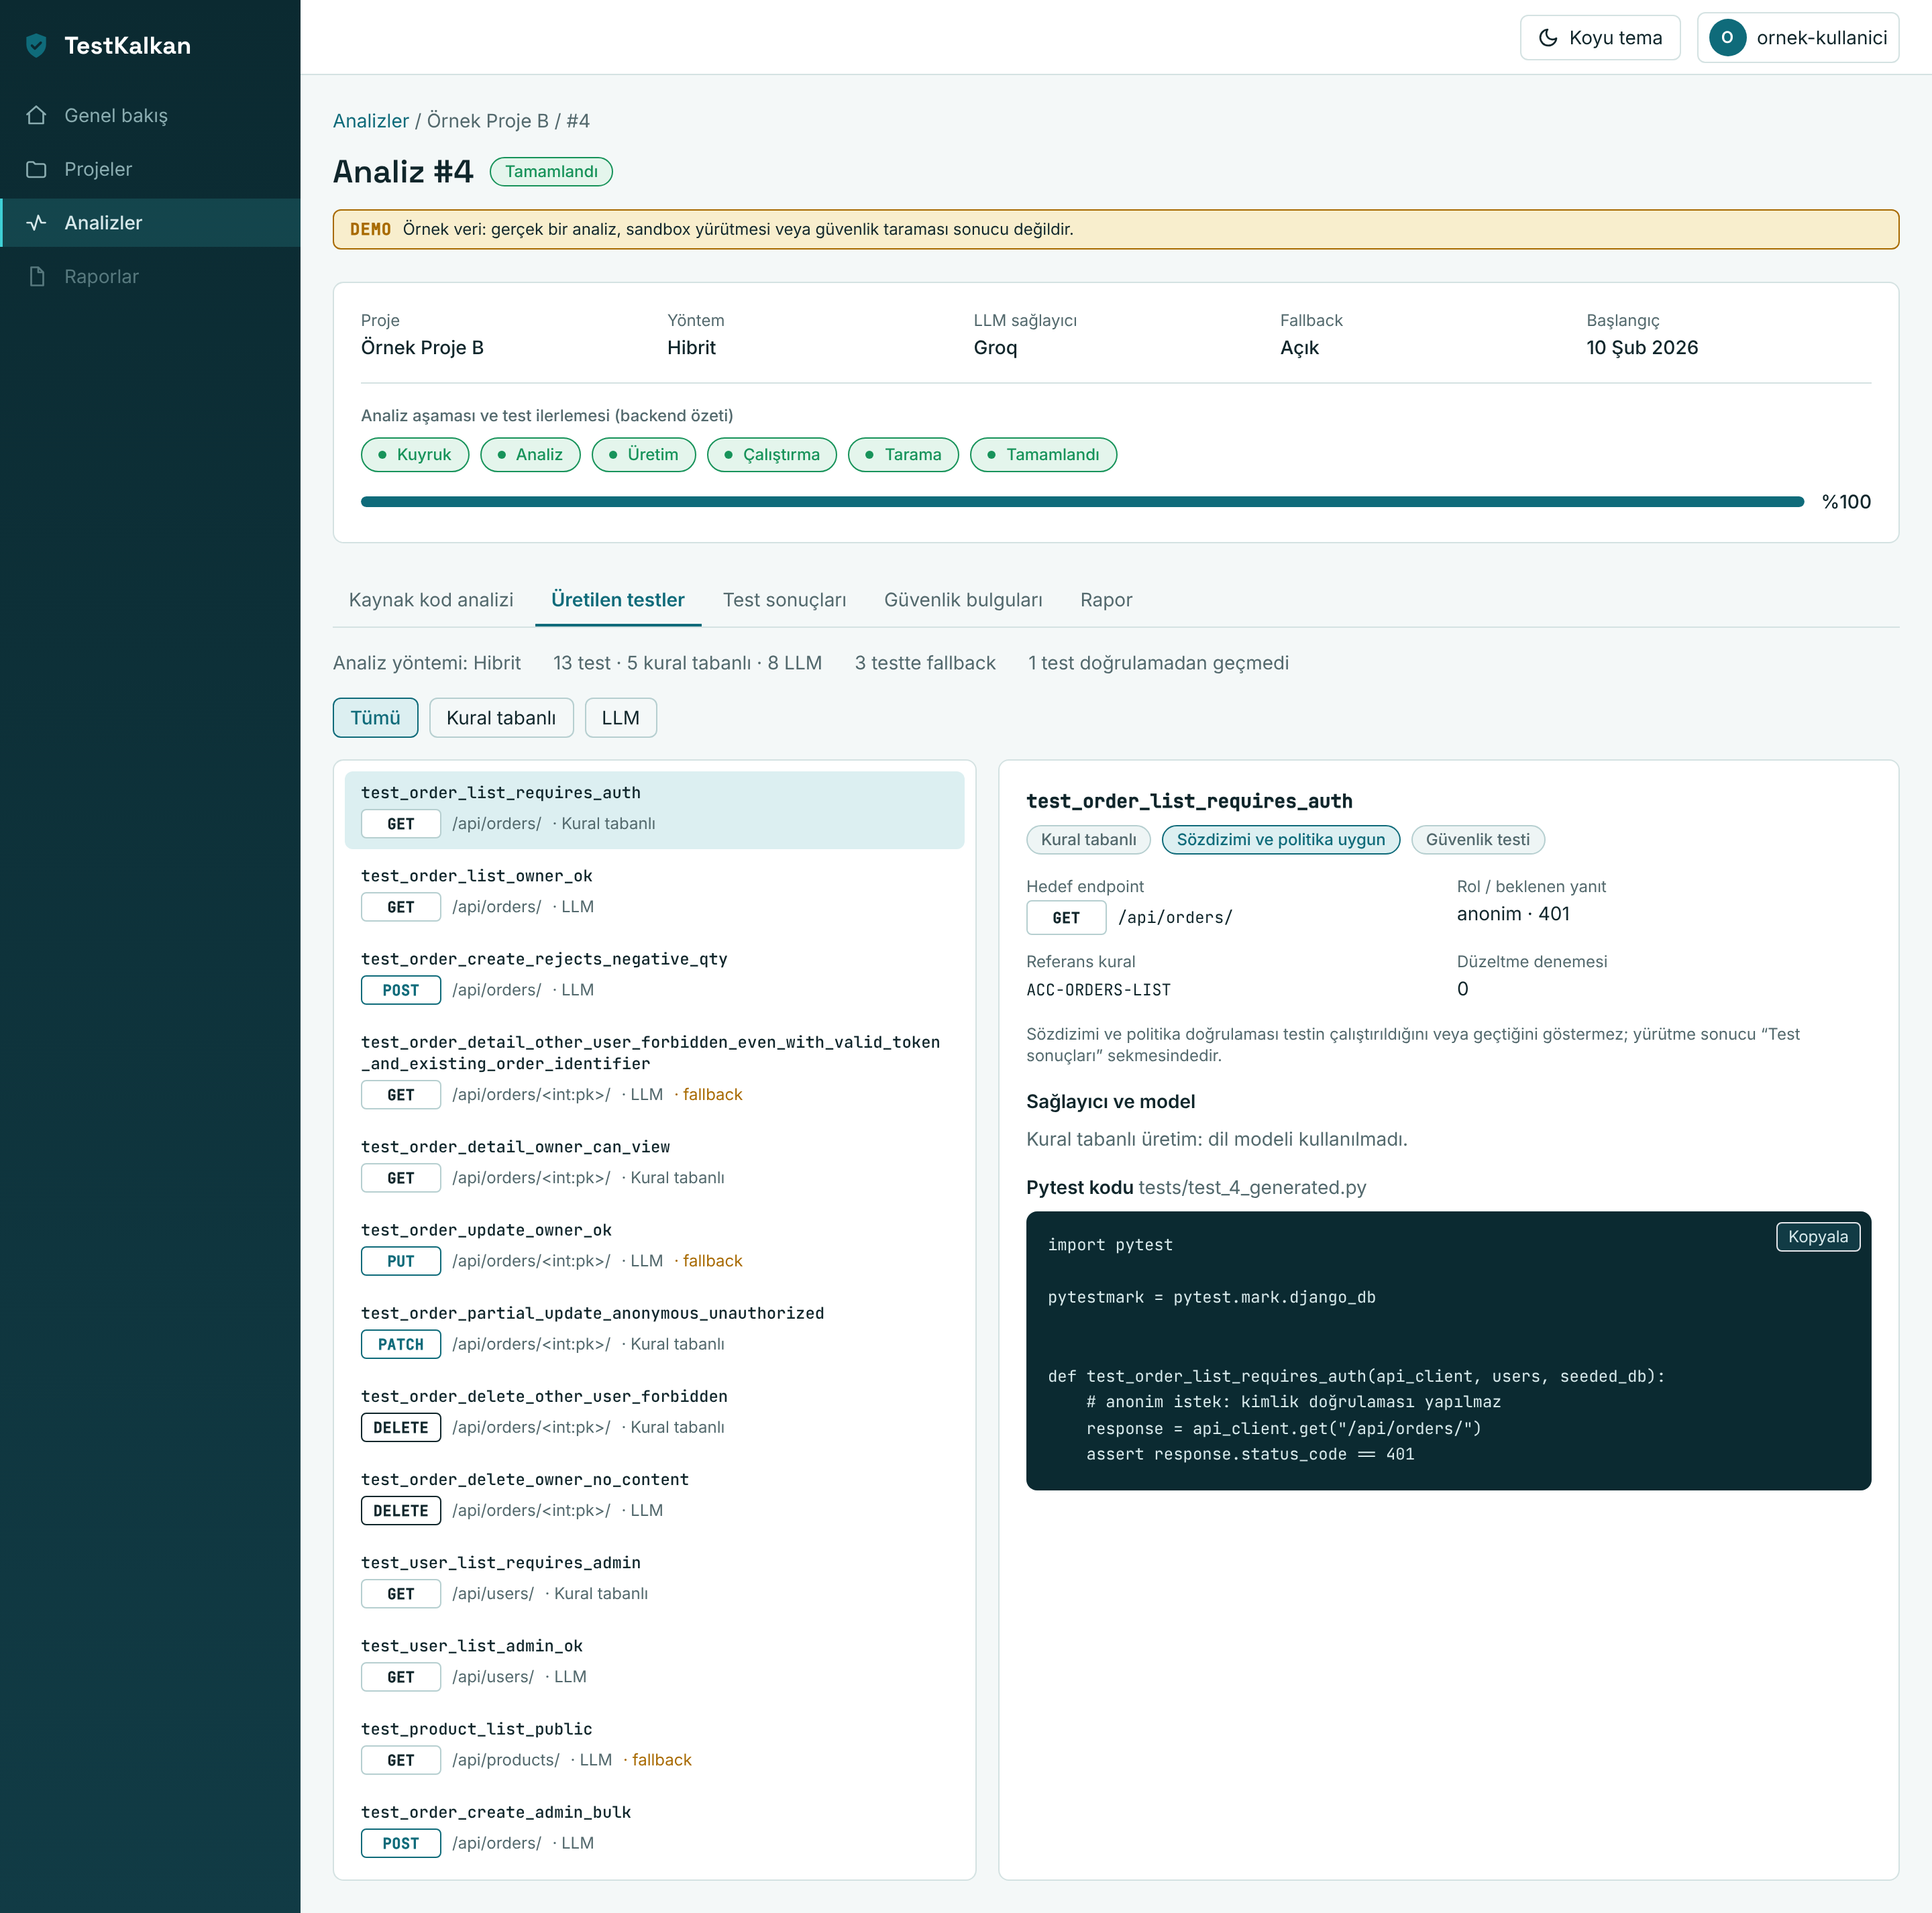 TestKalkan
Genel bakış
Projeler
Analizler
Raporlar
Koyu tema
O ornek-kullanici
Analizler / Örnek Proje B / #4
Analiz #4 Tamamlandı
DEMO Örnek veri: gerçek bir analiz, sandbox yürütmesi veya güvenlik taraması sonucu değildir.
Proje Yöntem LLM sağlayıcı Fallback Başlangıç
Örnek Proje B Hibrit Groq Açık 10 Şub 2026
Analiz aşaması ve test ilerlemesi (backend özeti)
Kuyruk Analiz Üretim Çalıştırma Tarama Tamamlandı
%100
Kaynak kod analizi Üretilen testler Test sonuçları Güvenlik bulguları Rapor
Analiz yöntemi: Hibrit 13 test · 5 kural tabanlı · 8 LLM 3 testte fallback 1 test doğrulamadan geçmedi
Tümü Kural tabanlı LLM
test_order_list_requires_auth
GET /api/orders/ · Kural tabanlı
test_order_list_owner_ok
GET /api/orders/ · LLM
test_order_create_rejects_negative_qty
POST /api/orders/ · LLM
test_order_detail_other_user_forbidden_even_with_valid_token
_and_existing_order_identifier
GET /api/orders/<int:pk>/ · LLM · fallback
test_order_detail_owner_can_view
GET /api/orders/<int:pk>/ · Kural tabanlı
test_order_update_owner_ok
PUT /api/orders/<int:pk>/ · LLM · fallback
test_order_partial_update_anonymous_unauthorized
PATCH /api/orders/<int:pk>/ · Kural tabanlı
test_order_delete_other_user_forbidden
DELETE /api/orders/<int:pk>/ · Kural tabanlı
test_order_delete_owner_no_content
DELETE /api/orders/<int:pk>/ · LLM
test_user_list_requires_admin
GET /api/users/ · Kural tabanlı
test_user_list_admin_ok
GET /api/users/ · LLM
test_product_list_public
GET /api/products/ · LLM · fallback
test_order_create_admin_bulk
POST /api/orders/ · LLM
test_order_list_requires_auth
Kural tabanlı Sözdizimi ve politika uygun Güvenlik testi
Hedef endpoint Rol / beklenen yanıt
GET /api/orders/ anonim · 401
Referans kural Düzeltme denemesi
ACC-ORDERS-LIST 0
Sözdizimi ve politika doğrulaması testin çalıştırıldığını veya geçtiğini göstermez; yürütme sonucu “Test
sonuçları” sekmesindedir.
Sağlayıcı ve model
Kural tabanlı üretim: dil modeli kullanılmadı.
Pytest kodu tests/test_4_generated.py
Kopyala
import pytest
pytestmark = pytest.mark.django_db
def test_order_list_requires_auth(api_client, users, seeded_db):
# anonim istek: kimlik doğrulaması yapılmaz
response = api_client.get("/api/orders/")
assert response.status_code == 401